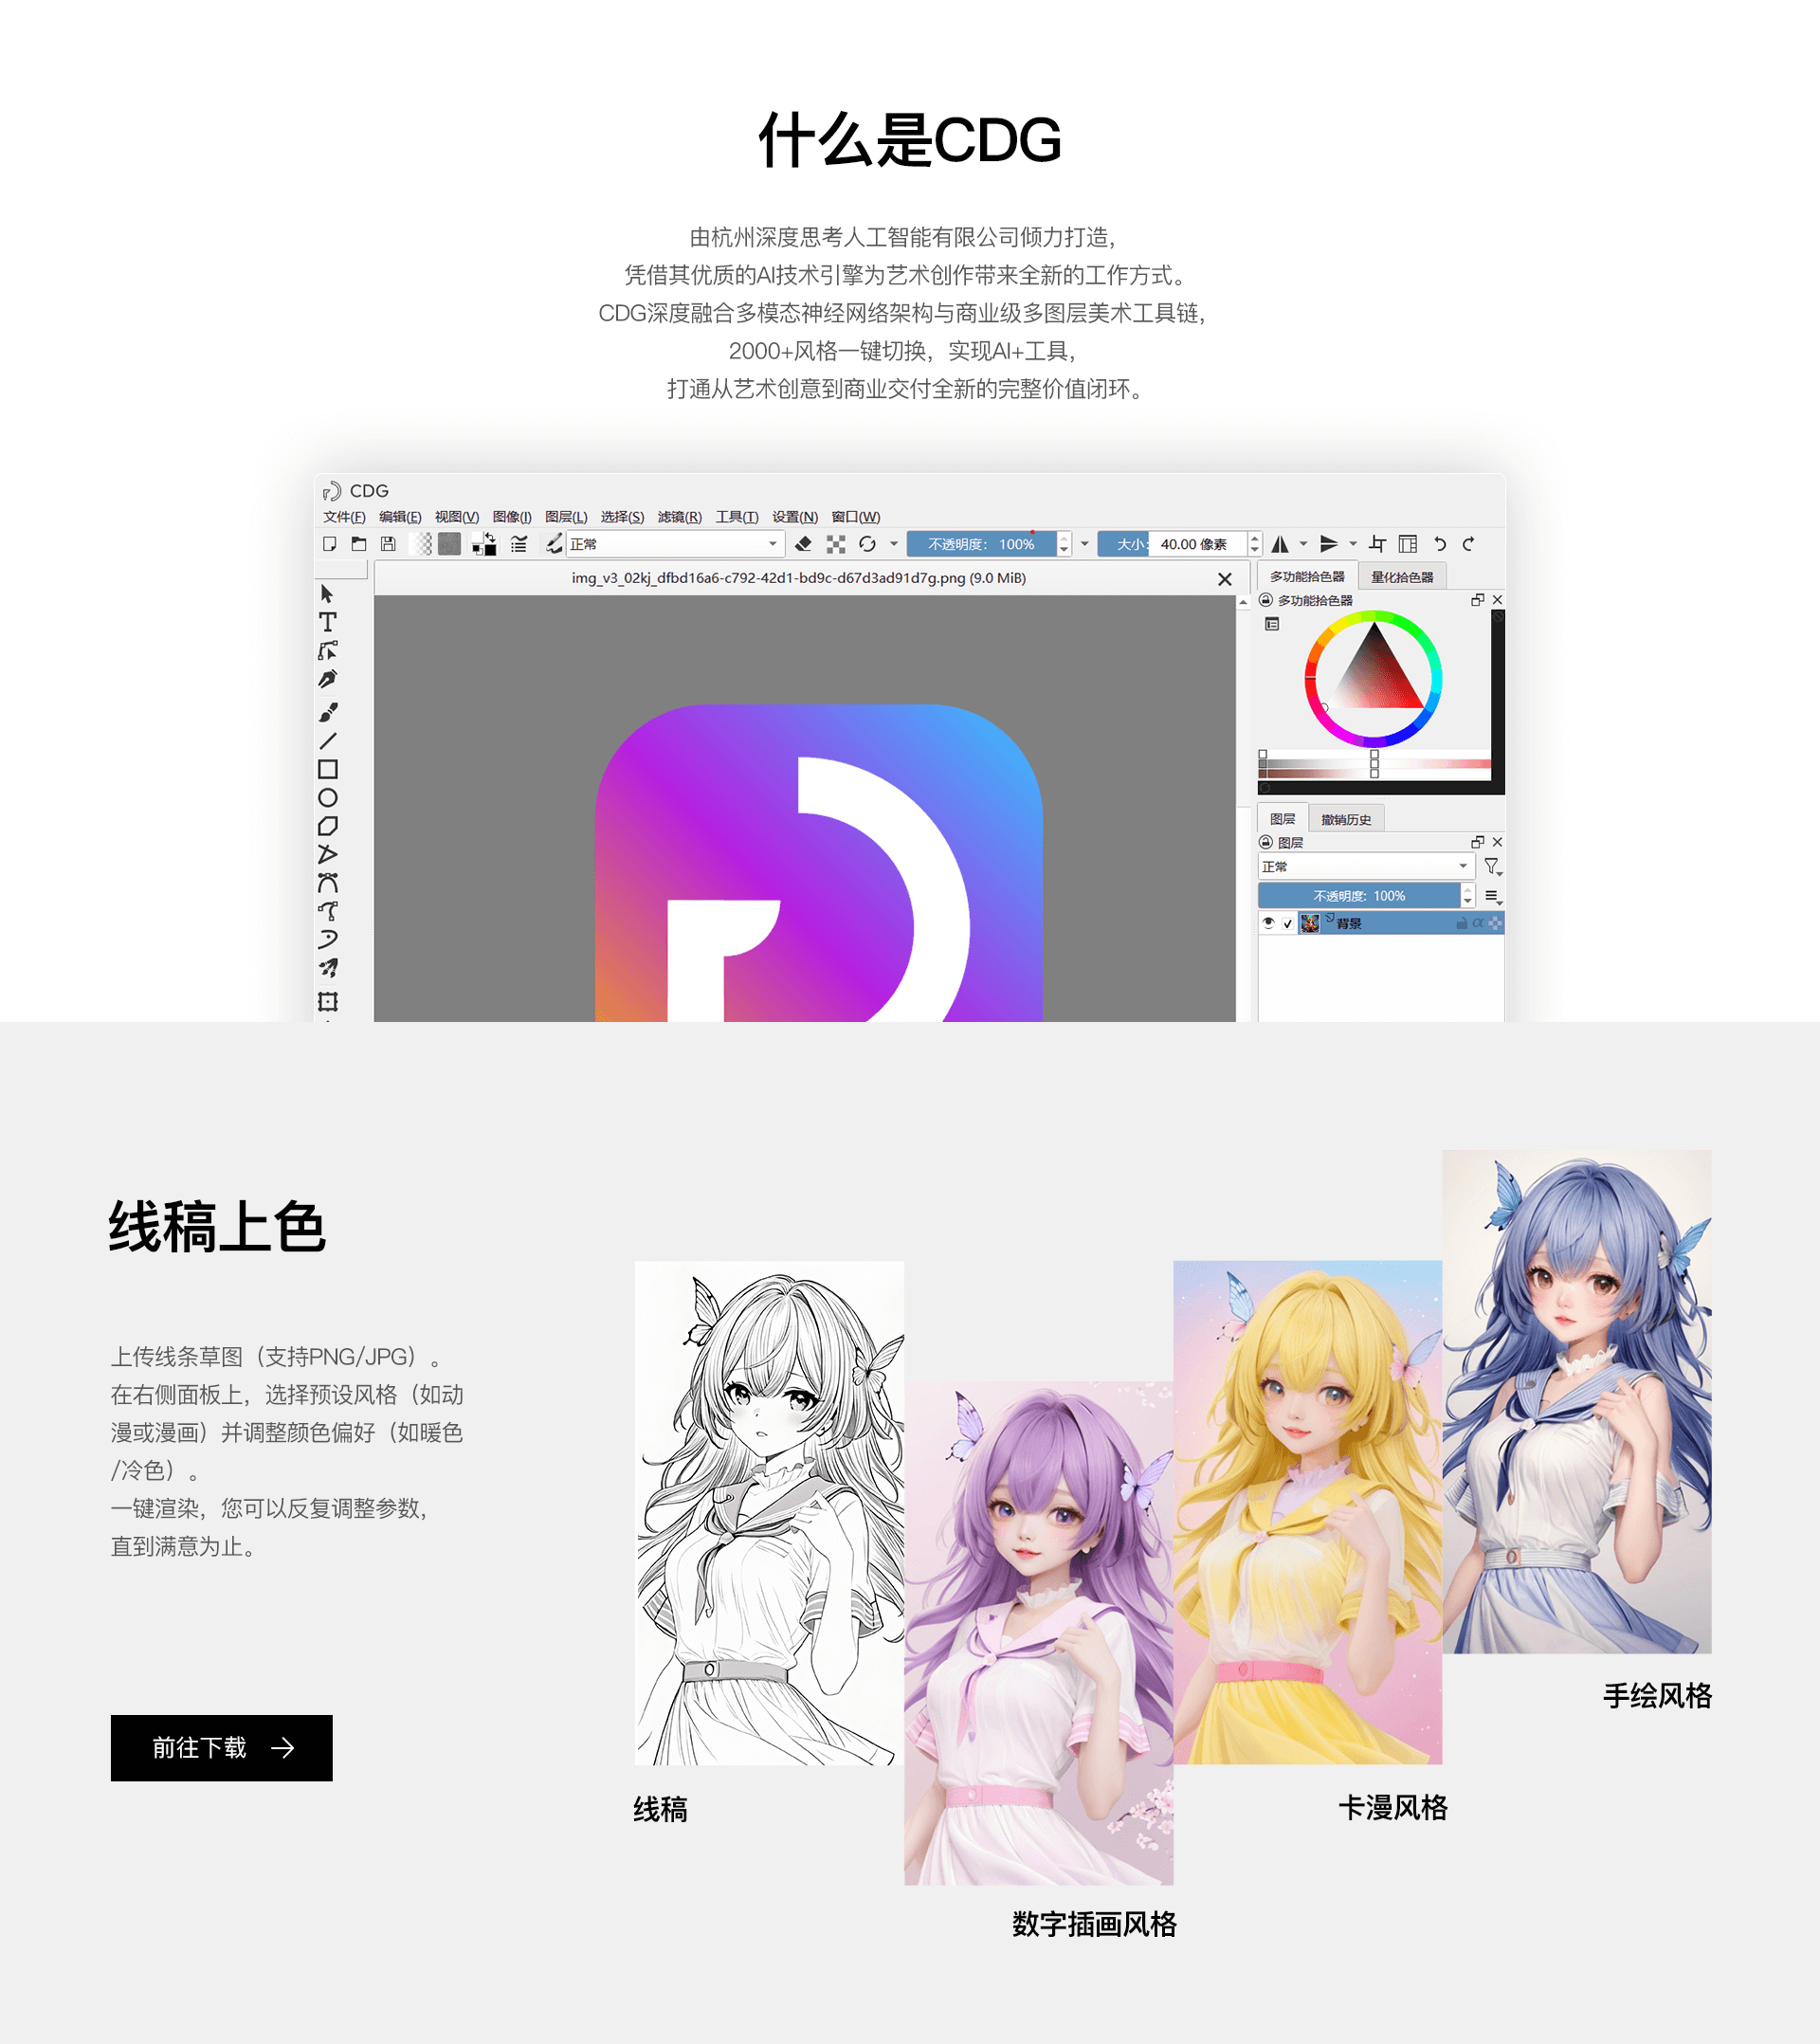 什么是CDG
由杭州深度思考人工智能有限公司倾力打造，
凭借其优质的AI技术引擎为艺术创作带来全新的工作方式。
CDG深度融合多模态神经网络架构与商业级多图层美术工具链，
2000+风格一键切换，实现AI+工具，
打通从艺术创意到商业交付全新的完整价值闭环。
CDG
文件(F) 编辑(E) 视图(V) 图像(I) 图层(L) 选择(S) 滤镜(R) 工具(T) 设置(N) 窗口(W)
正常 不透明度： 100% 大小: 40.00 像素
img_v3_02kj_dfbd16a6-c792-42d1-bd9c-d67d3ad91d7g.png (9.0 MiB)
多功能拾色器 量化拾色器
多功能拾色器
图层 撤销历史
图层
正常
不透明度: 100%
背景
线稿上色
上传线条草图（支持PNG/JPG）。
在右侧面板上，选择预设风格（如动
漫或漫画）并调整颜色偏好（如暖色
/冷色）。
一键渲染，您可以反复调整参数，
直到满意为止。
前往下载
线稿
数字插画风格
卡漫风格
手绘风格